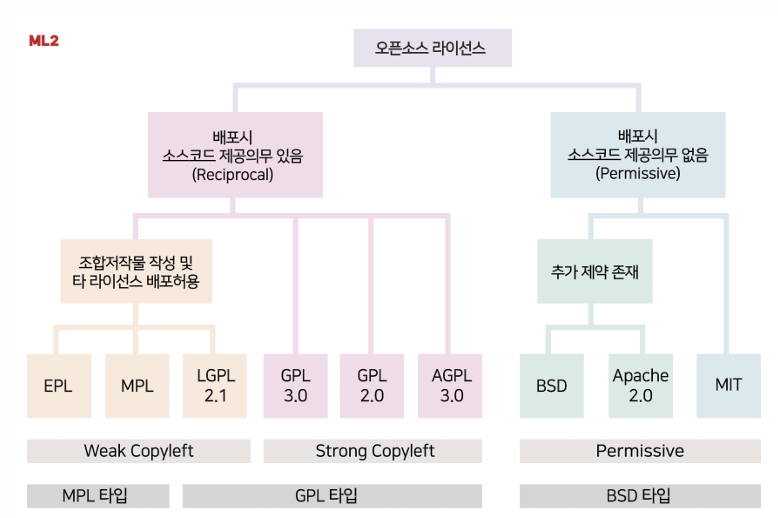 ML2
오픈소스 라이선스
배포시
소스코드 제공의무 있음
(Reciprocal)
배포시
소스코드 제공의무 없음
(Permissive)
조합저작물 작성 및
타 라이선스 배포허용
추가 제약 존재
EPL
MPL
LGPL
2.1
GPL
3.0
GPL
2.0
AGPL
3.0
BSD
Apache
2.0
MIT
Weak Copyleft
Strong Copyleft
Permissive
MPL 타입
GPL 타입
BSD 타입